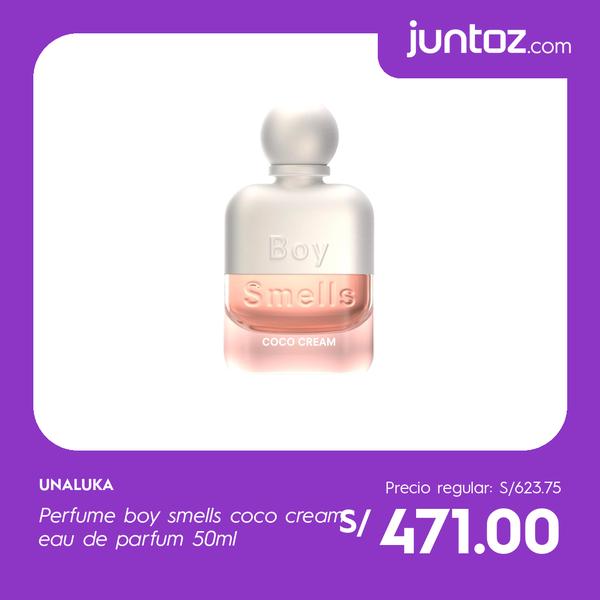 juntoz.com
Boy
Smells
COCO CREAM
UNALUKA
Perfume boy smells coco cream
eau de parfum 50ml
Precio regular: S/623.75
S/ 471.00